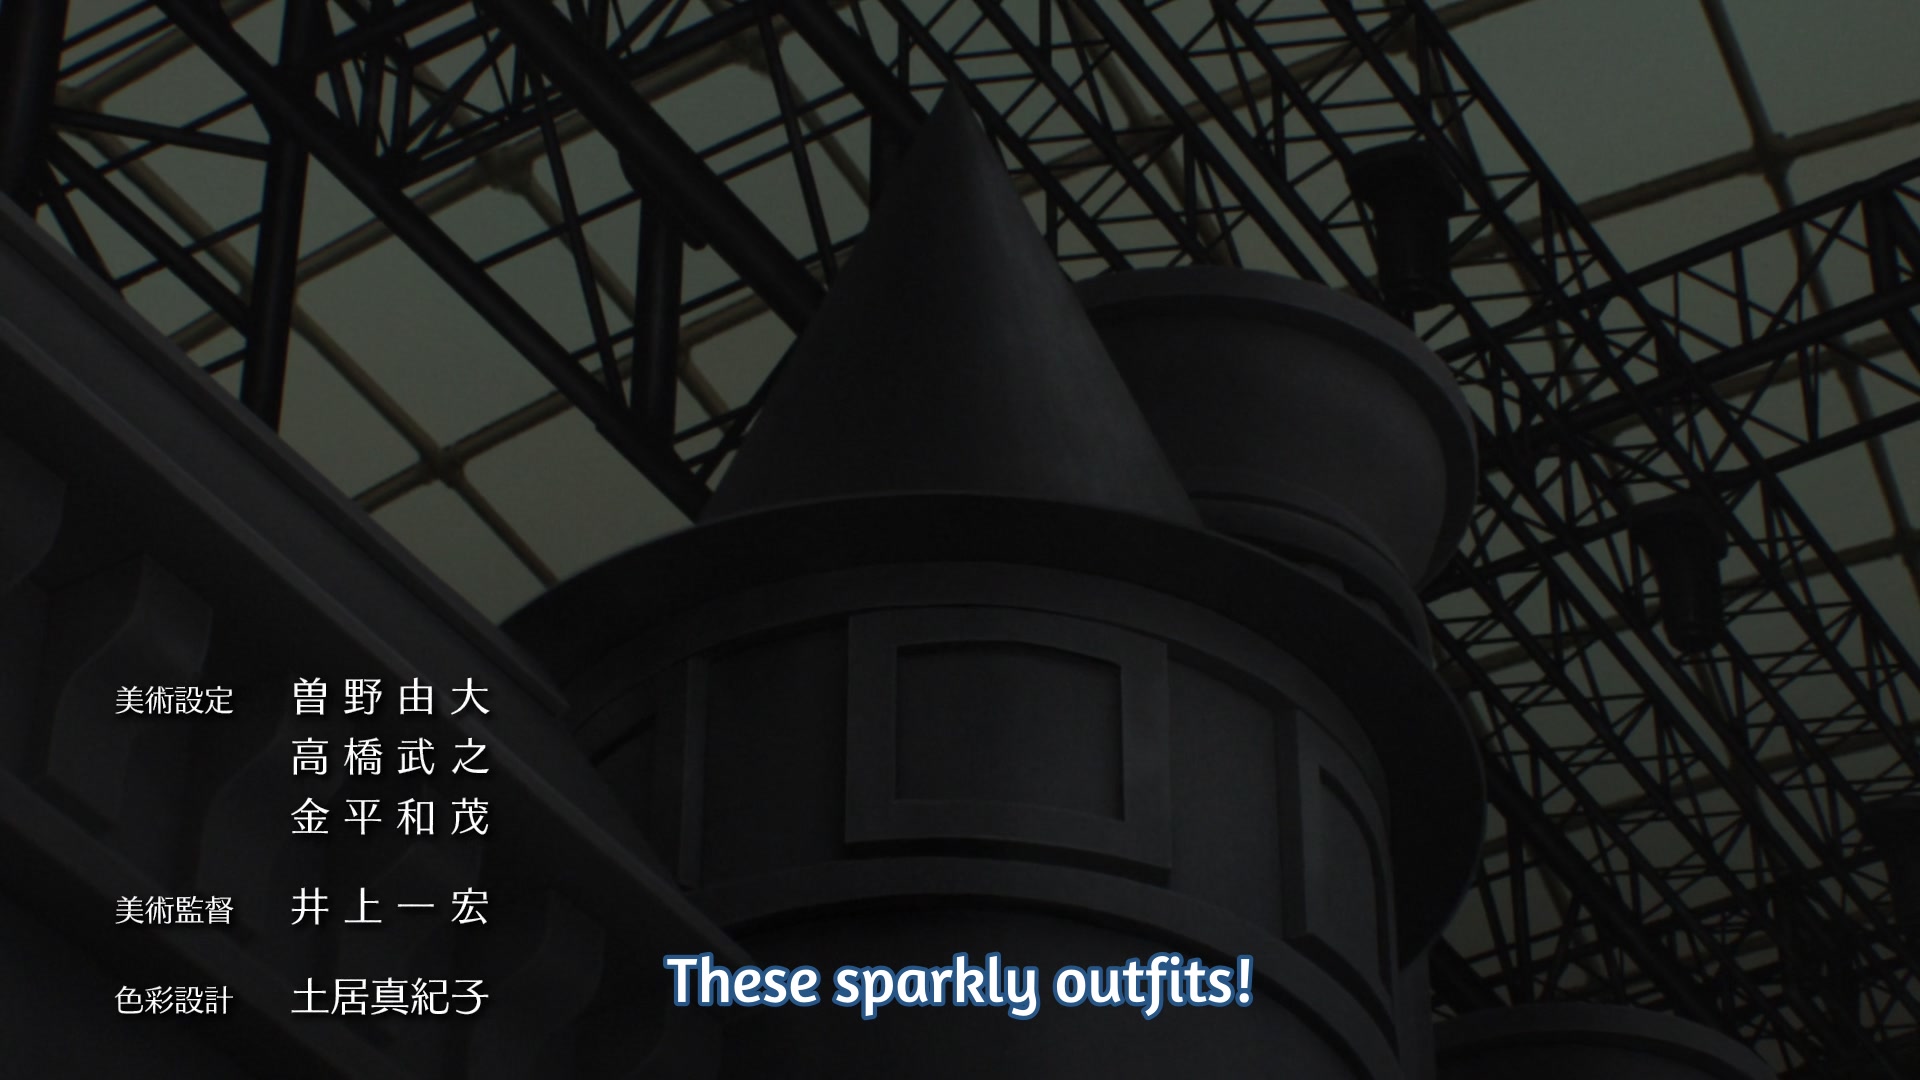 美術設定 曽野由大
高橋武之
金平和茂
美術監督 井上一宏
色彩設計 土居真紀子
These sparkly outfits!